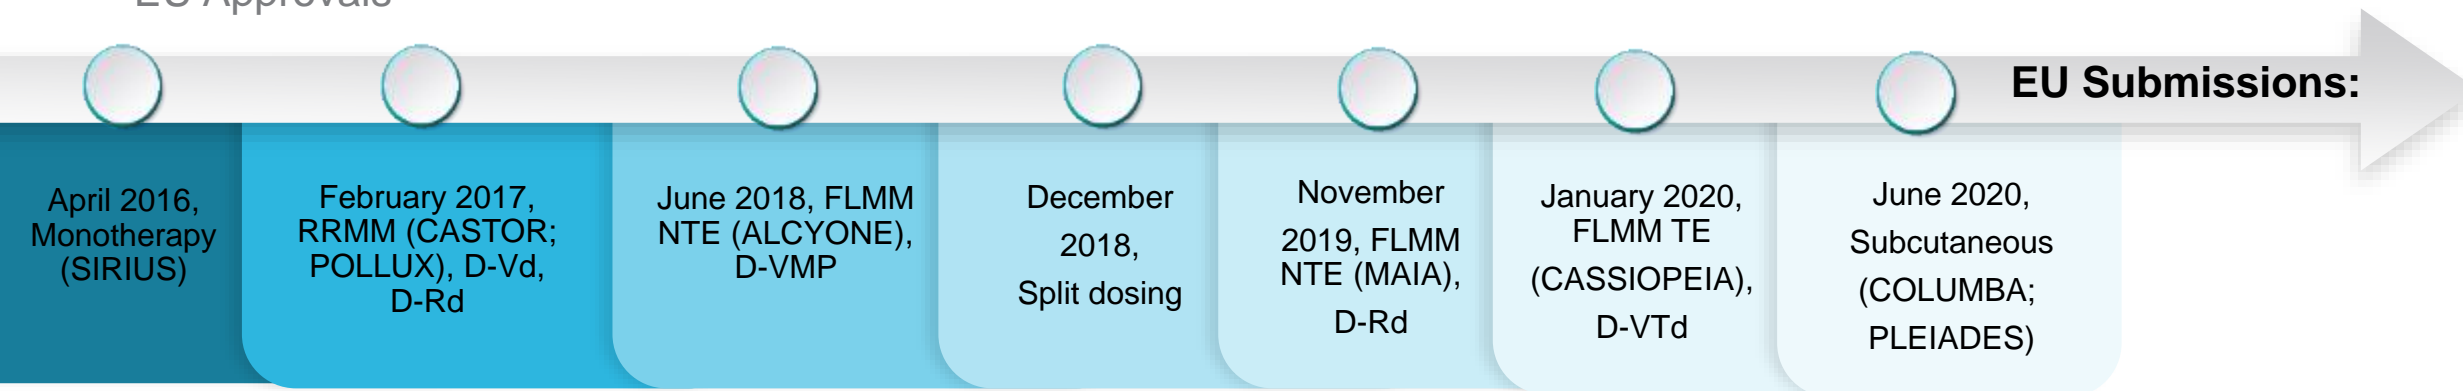 EU Approvals
EU Submissions:
April 2016,
Monotherapy
(SIRIUS)
February 2017,
RRMM (CASTOR;
POLLUX), D-Vd,
D-Rd
June 2018, FLMM
NTE (ALCYONE),
D-VMP
December
2018,
Split dosing
November
2019, FLMM
NTE (MAIA),
D-Rd
January 2020,
FLMM TE
(CASSIOPEIA),
D-VTd
June 2020,
Subcutaneous
(COLUMBA;
PLEIADES)